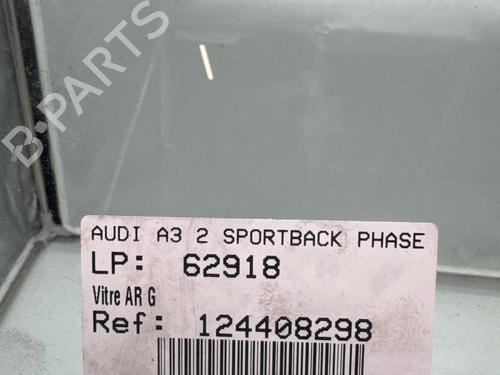 B-PARTS
AUDI A3 2 SPORTBACK PHASE
LP: 62918
Vitre AR G
Ref: 124408298